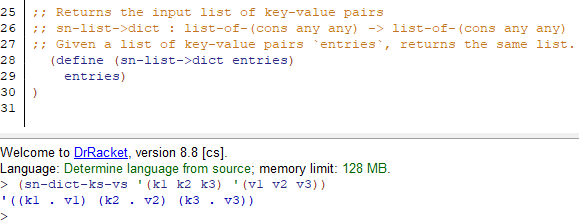 25 ;; Returns the input list of key-value pairs
26 ;; sn-list->dict : list-of-(cons any any) -> list-of-(cons any any)
27 ;; Given a list of key-value pairs `entries`, returns the same list.
28 (define (sn-list->dict entries)
29 entries)
30 )
31
Welcome to DrRacket, version 8.8 [cs].
Language: Determine language from source; memory limit: 128 MB.
> (sn-dict-ks-vs '(k1 k2 k3) '(v1 v2 v3))
'((k1 . v1) (k2 . v2) (k3 . v3))
>